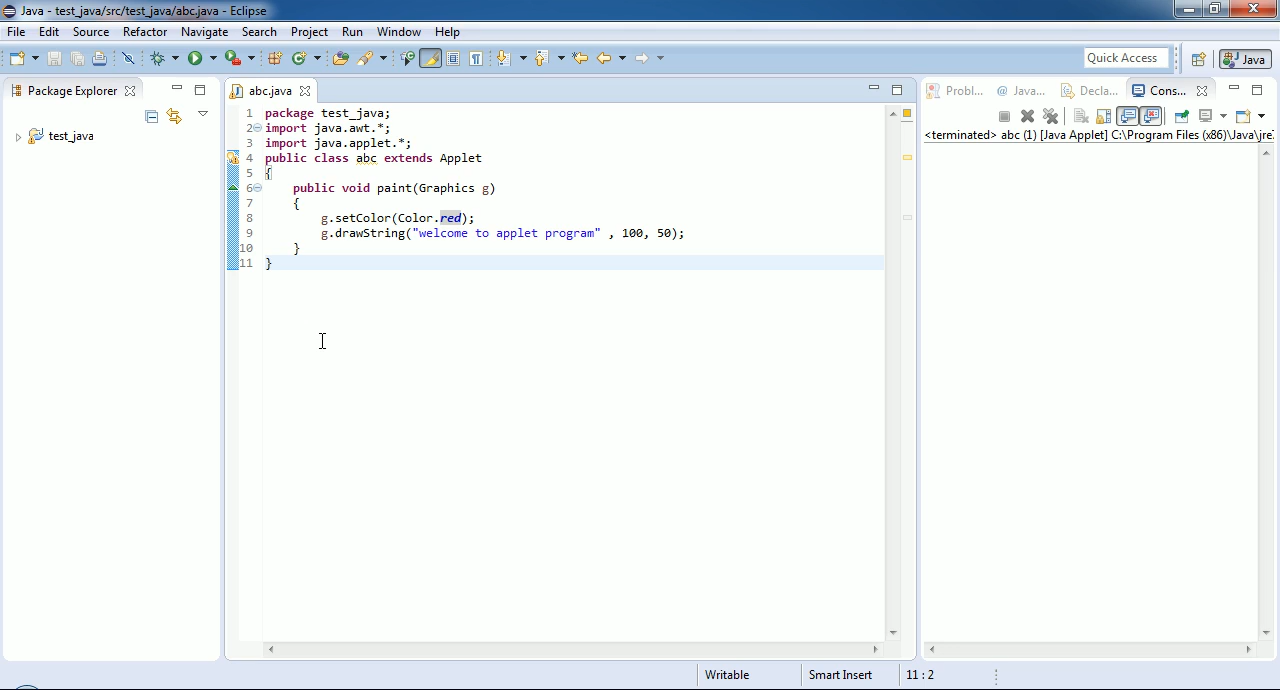 Java - test_java/src/test_java/abc.java - Eclipse
File Edit Source Refactor Navigate Search Project Run Window Help
Quick Access
Java
Package Explorer
abc.java
Probl...
@ Java...
Decla...
Cons...
test_java
<terminated> abc (1) [Java Applet] C:\Program Files (x86)\Java\jre
1 package test_java;
2 import java.awt.*;
3 import java.applet.*;
4 public class abc extends Applet
5 {
6 public void paint(Graphics g)
7 {
8 g.setColor(Color.red);
9 g.drawString("welcome to applet program" , 100, 50);
10 }
11 }
Writable
Smart Insert
11 : 2